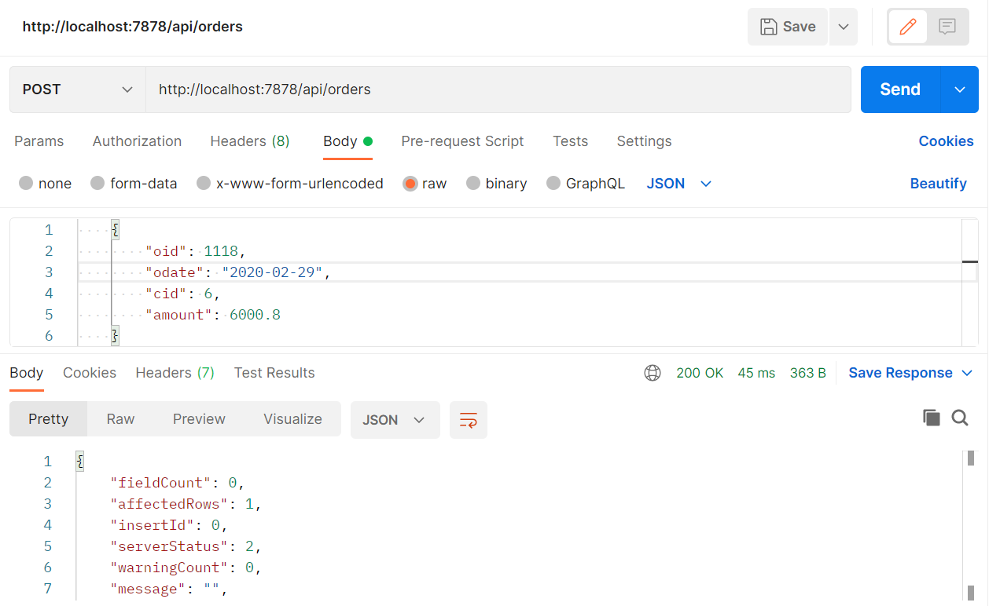 http://localhost:7878/api/orders Save
POST http://localhost:7878/api/orders Send
Params Authorization Headers (8) Body Pre-request Script Tests Settings Cookies
none form-data x-www-form-urlencoded raw binary GraphQL JSON Beautify
1 {
2 "oid": 1118,
3 "odate": "2020-02-29",
4 "cid": 6,
5 "amount": 6000.8
6 }
Body Cookies Headers (7) Test Results 200 OK 45 ms 363 B Save Response
Pretty Raw Preview Visualize JSON
1 {
2 "fieldCount": 0,
3 "affectedRows": 1,
4 "insertId": 0,
5 "serverStatus": 2,
6 "warningCount": 0,
7 "message": "",